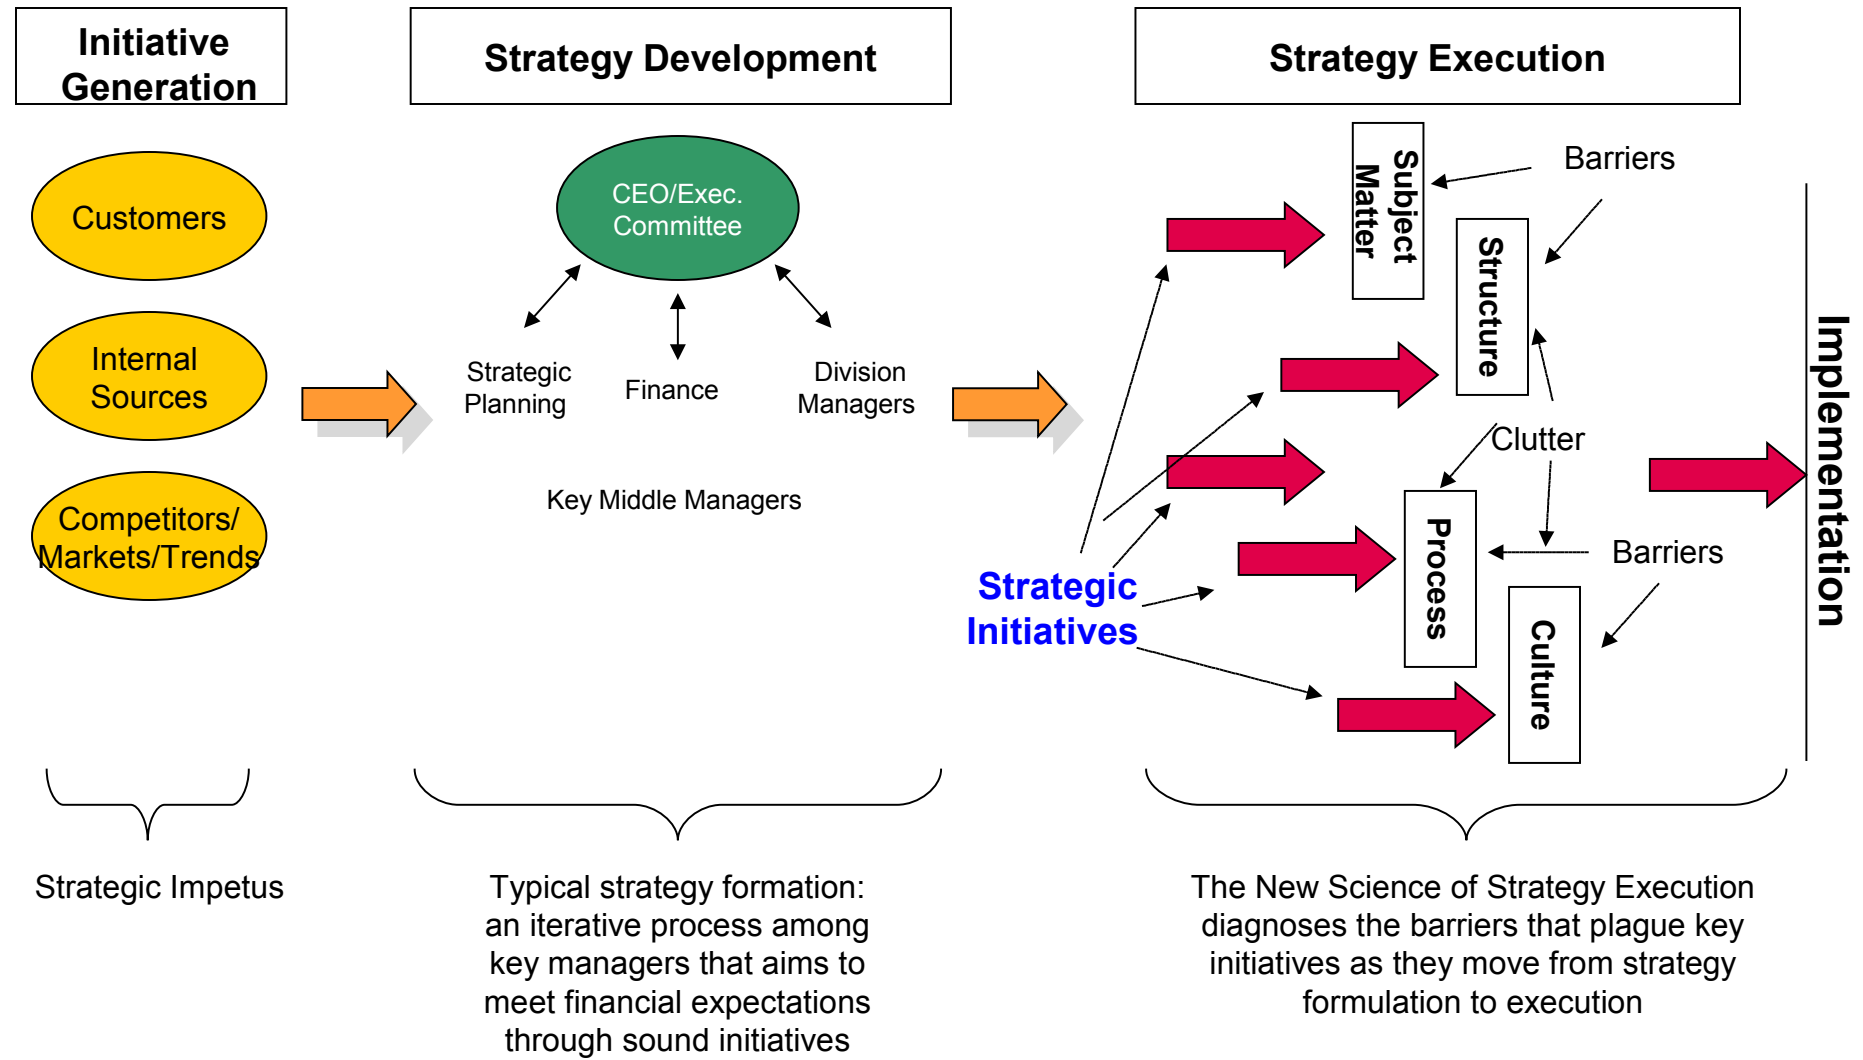 Initiative
Generation
Strategy Development
Strategy Execution
Customers
Internal
Sources
Competitors/
Markets/Trends
CEO/Exec.
Committee
Strategic
Planning
Finance
Division
Managers
Key Middle Managers
Strategic
Initiatives
Subject
Matter
Barriers
Structure
Clutter
Process
Barriers
Culture
Implementation
Strategic Impetus
Typical strategy formation:
an iterative process among
key managers that aims to
meet financial expectations
through sound initiatives
The New Science of Strategy Execution
diagnoses the barriers that plague key
initiatives as they move from strategy
formulation to execution